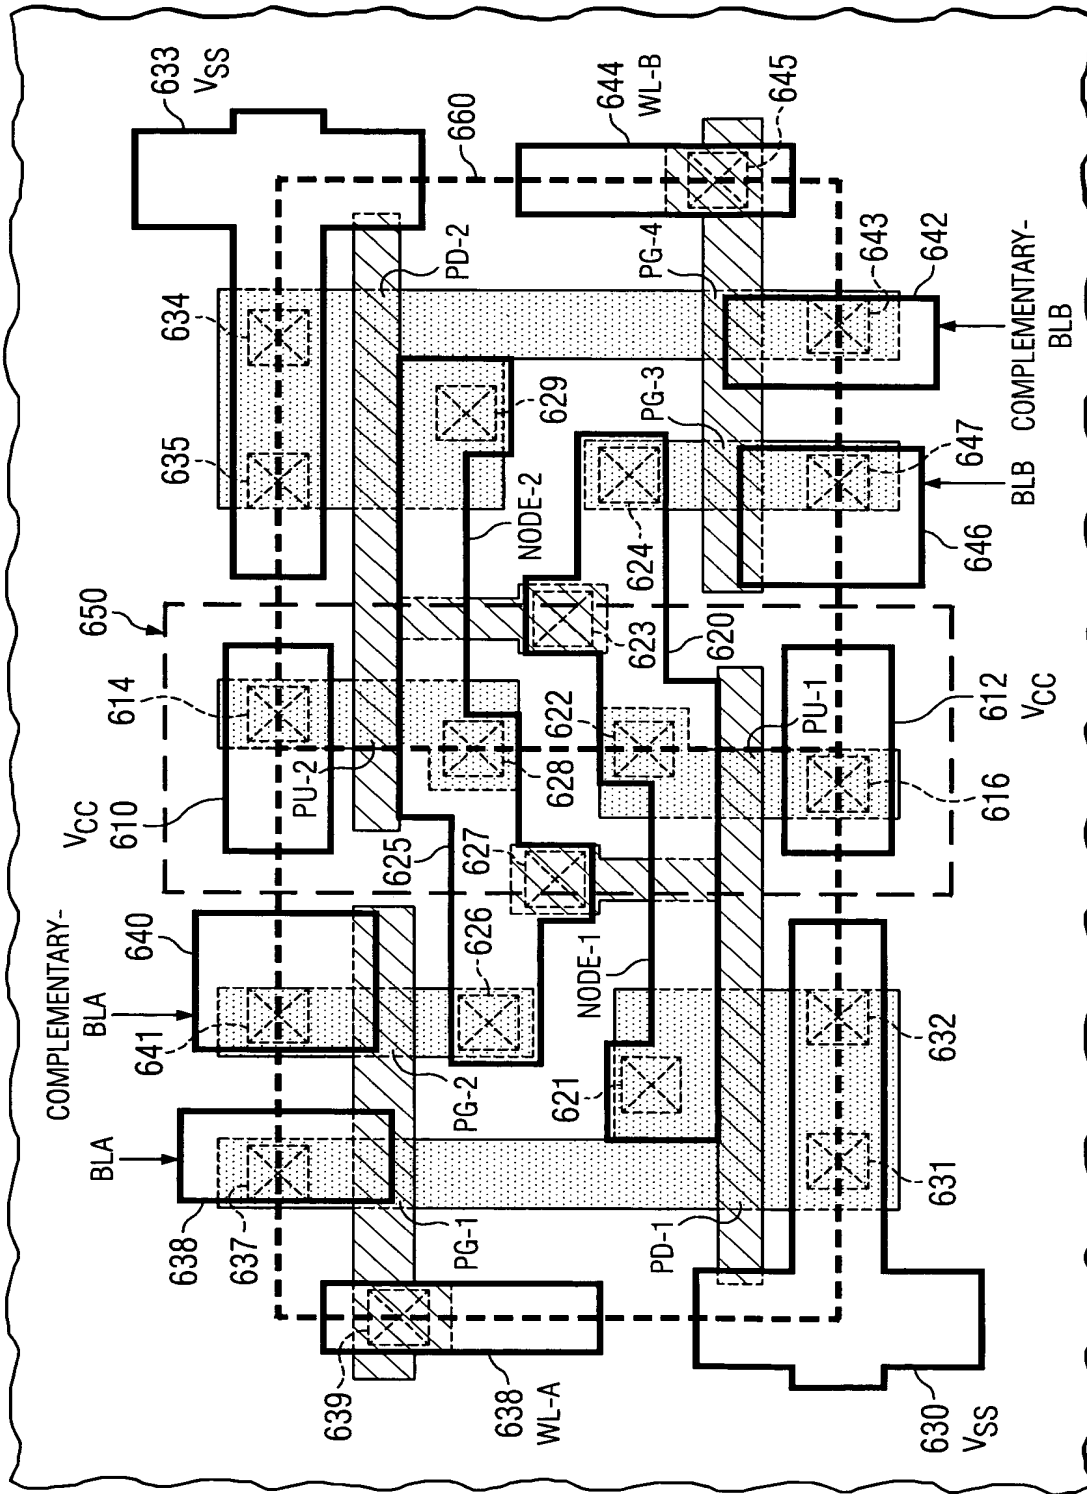 633
VSS
660
644
WL-B
645
634
635
PD-2
PG-4
643
642
COMPLEMENTARY-
BLB
629
PG-3
647
BLB
646
NODE-2
624
650
623
620
614
PU-2
628
622
PU-1
612
VCC
616
VCC
610
625
627
COMPLEMENTARY-
BLA
640
641
626
NODE-1
632
PG-2
621
631
BLA
638
637
PG-1
PD-1
639
638
WL-A
630
VSS